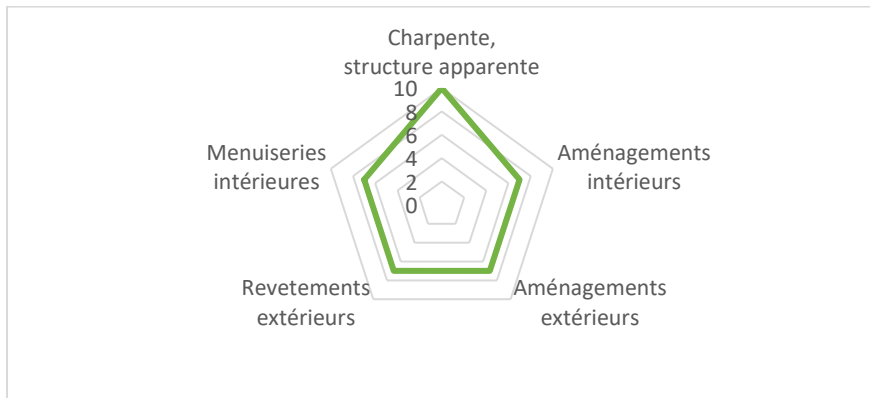 Charpente,
structure apparente
10
8
6
4
2
0
Aménagements
intérieurs
Aménagements
extérieurs
Revetements
extérieurs
Menuiseries
intérieures